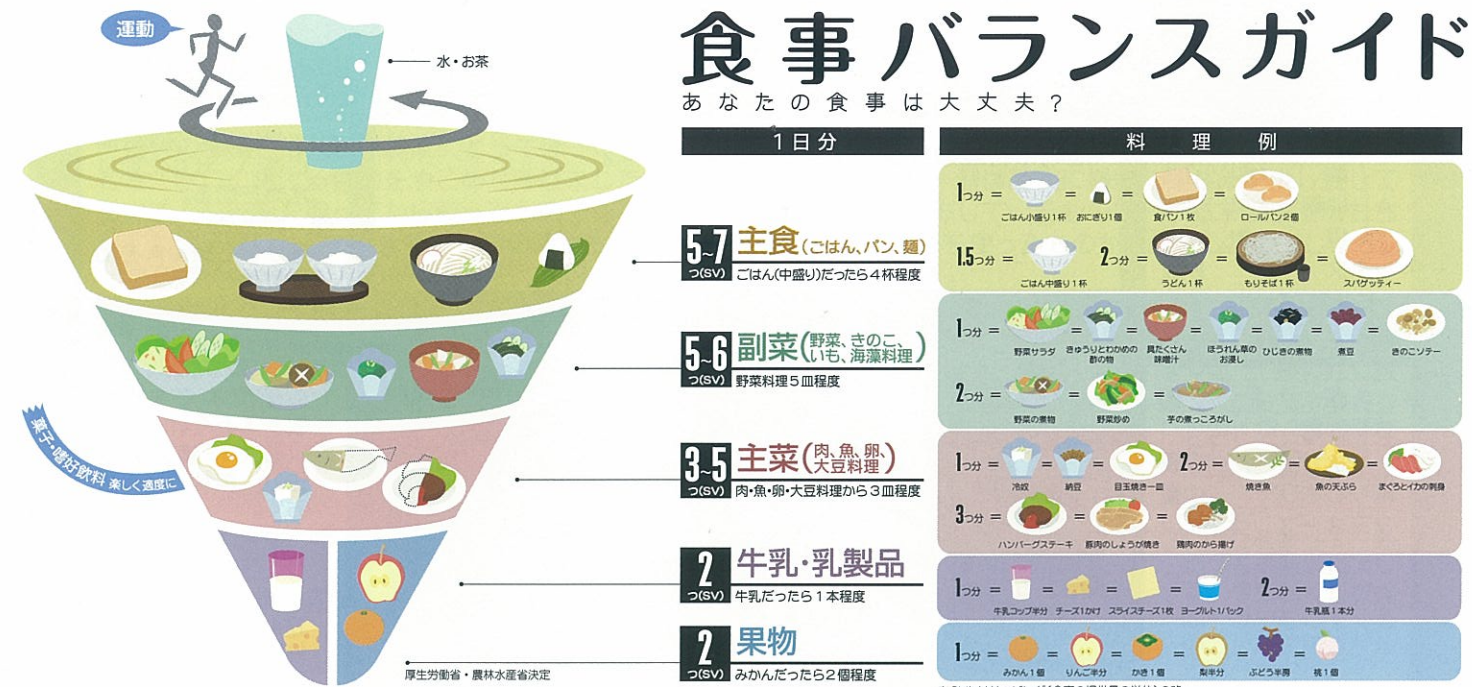 運動
水・お茶
食事バランスガイド
あなたの食事は大丈夫?
1日分
料理例
5~7
つ(SV)
主食(ごはん、パン、麺)
ごはん(中盛り)だったら4杯程度
5~6
つ(SV)
副菜(野菜、きのこ、
いも、海藻料理)
野菜料理5皿程度
3~5
つ(SV)
主菜(肉、魚、卵、
大豆料理)
肉・魚・卵・大豆料理から3皿程度
2
つ(SV)
牛乳・乳製品
牛乳だったら1本程度
2
つ(SV)
果物
みかんだったら2個程度
菓子・嗜好飲料 楽しく適度に
厚生労働省・農林水産省決定
1つ分 = = = =
ごはん小盛り1杯 おにぎり1個 食パン1枚 ロールパン2個
1.5つ分 = 2つ分 = = =
ごはん中盛り1杯 うどん1杯 もりそば1杯 スパゲッティー
1つ分 = = = = = = =
野菜サラダ きゅうりとわかめの 具たくさん ほうれん草の ひじきの煮物 煮豆 きのこソテー
酢の物 味噌汁 お浸し
2つ分 = = =
野菜の煮物 野菜炒め 芋の煮っころがし
1つ分 = = = 2つ分 = = =
冷奴 納豆 目玉焼き一皿 焼き魚 魚の天ぷら まぐろとイカの刺身
3つ分 = = =
ハンバーグステーキ 豚肉のしょうが焼き 鶏肉のから揚げ
1つ分 = = = = 2つ分 =
牛乳コップ半分 チーズ1かけ スライスチーズ1枚 ヨーグルト1パック 牛乳瓶1本分
1つ分 = = = = = =
みかん1個 りんご半分 かき1個 梨半分 ぶどう半房 桃1個